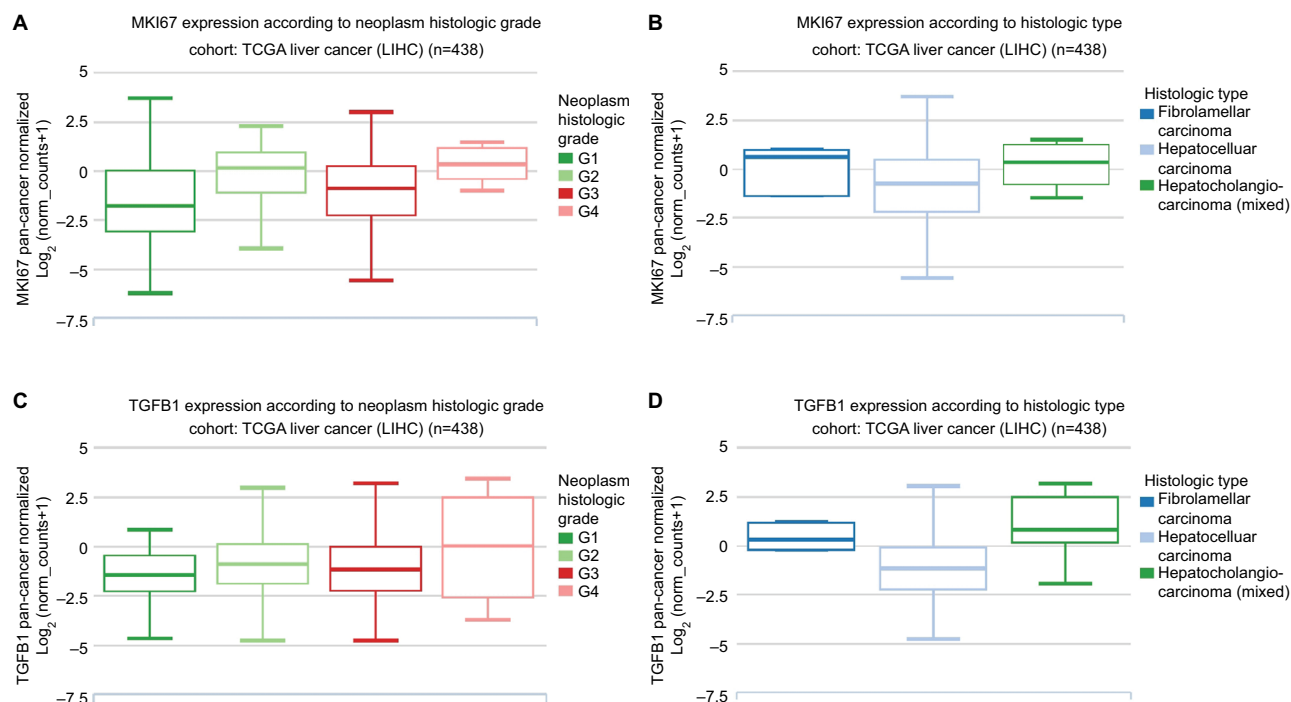 A
MKI67 expression according to neoplasm histologic grade
cohort: TCGA liver cancer (LIHC) (n=438)
MKI67 pan-cancer normalized
Log2 (norm_counts+1)
5
2.5
0
–2.5
–5
–7.5
Neoplasm
histologic
grade
G1
G2
G3
G4
B
MKI67 expression according to histologic type
cohort: TCGA liver cancer (LIHC) (n=438)
MKI67 pan-cancer normalized
Log2 (norm_counts+1)
5
2.5
0
–2.5
–5
–7.5
Histologic type
Fibrolamellar
carcinoma
Hepatocelluar
carcinoma
Hepatocholangio-
carcinoma (mixed)
C
TGFB1 expression according to neoplasm histologic grade
cohort: TCGA liver cancer (LIHC) (n=438)
TGFB1 pan-cancer normalized
Log2 (norm_counts+1)
5
2.5
0
–2.5
–5
–7.5
Neoplasm
histologic
grade
G1
G2
G3
G4
D
TGFB1 expression according to histologic type
cohort: TCGA liver cancer (LIHC) (n=438)
TGFB1 pan-cancer normalized
Log2 (norm_counts+1)
5
2.5
0
–2.5
–5
–7.5
Histologic type
Fibrolamellar
carcinoma
Hepatocelluar
carcinoma
Hepatocholangio-
carcinoma (mixed)